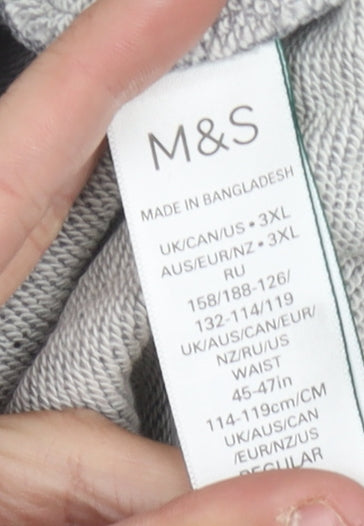 M&S
MADE IN BANGLADESH
UK/CAN/US • 3XL
AUS/EUR/NZ • 3XL
RU
158/188-126/
132-114/119
UK/AUS/CAN/EUR/
NZ/RU/US
WAIST
45-47in
114-119cm/CM
UK/AUS/CAN
/EUR/NZ/US
REGULAR